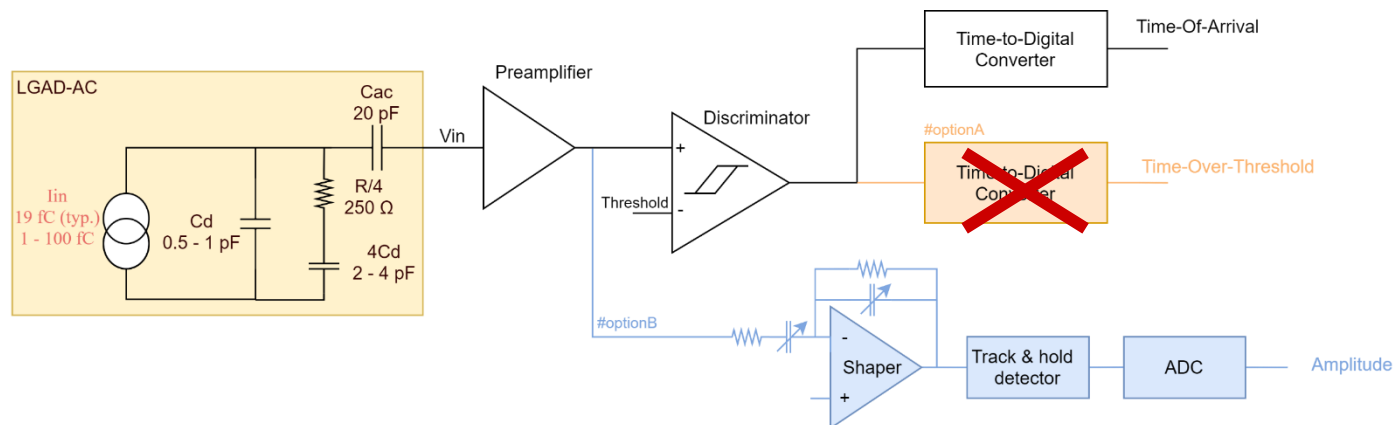 LGAD-AC
Cac
20 pF
Vin
R/4
250 Ω
Iin
19 fC (typ.)
1 - 100 fC
Cd
0.5 - 1 pF
4Cd
2 - 4 pF
Preamplifier
Discriminator
+
Threshold
-
Time-to-Digital
Converter
Time-Of-Arrival
#optionA
Time-to-Digital
Converter
Time-Over-Threshold
#optionB
-
Shaper
+
Track & hold
detector
ADC
Amplitude